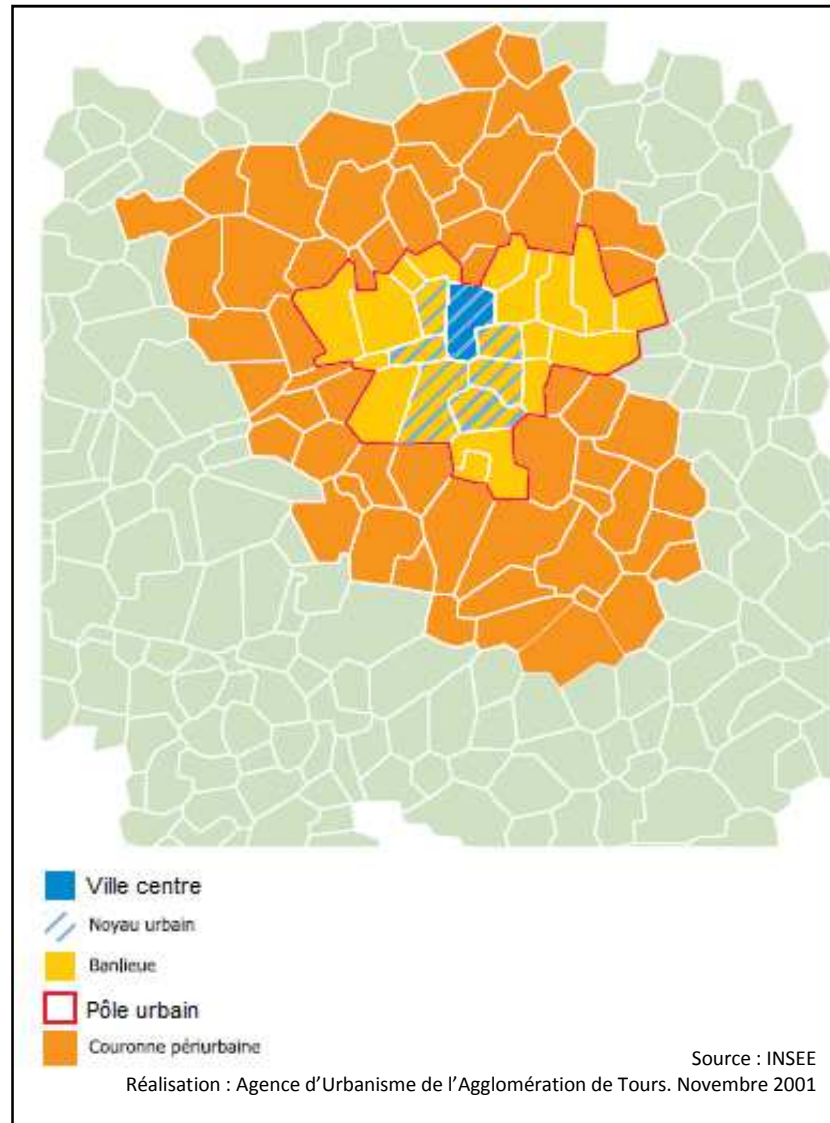 Ville centre
Noyau urbain
Banlieue
Pôle urbain
Couronne périurbaine
Source : INSEE
Réalisation : Agence d’Urbanisme de l’Agglomération de Tours. Novembre 2001